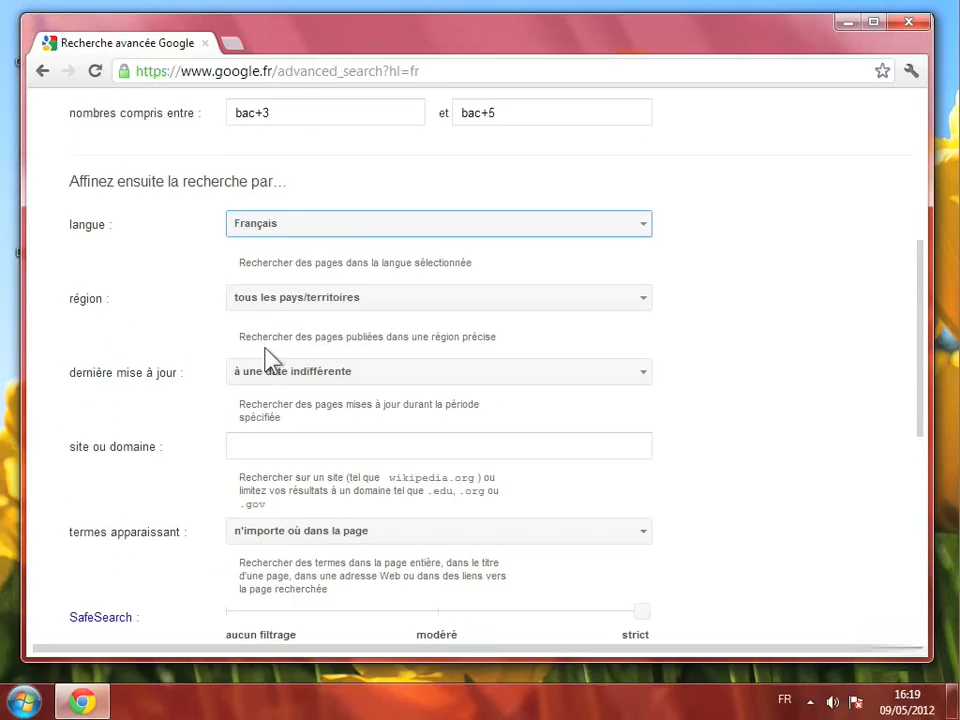 Recherche avancée Google
https://www.google.fr/advanced_search?hl=fr
nombres compris entre : bac+3 et bac+5
Affinez ensuite la recherche par...
langue : Français
Rechercher des pages dans la langue sélectionnée
région : tous les pays/territoires
Rechercher des pages publiées dans une région précise
dernière mise à jour : à une date indifférente
Rechercher des pages mises à jour durant la période
spécifiée
site ou domaine :
Rechercher sur un site (tel que wikipedia.org ) ou
limitez vos résultats à un domaine tel que .edu, .org ou
.gov
termes apparaissant : n'importe où dans la page
Rechercher des termes dans la page entière, dans le titre
d'une page, dans une adresse Web ou dans des liens vers
la page recherchée
SafeSearch :
aucun filtrage modéré strict
FR
16:19
09/05/2012